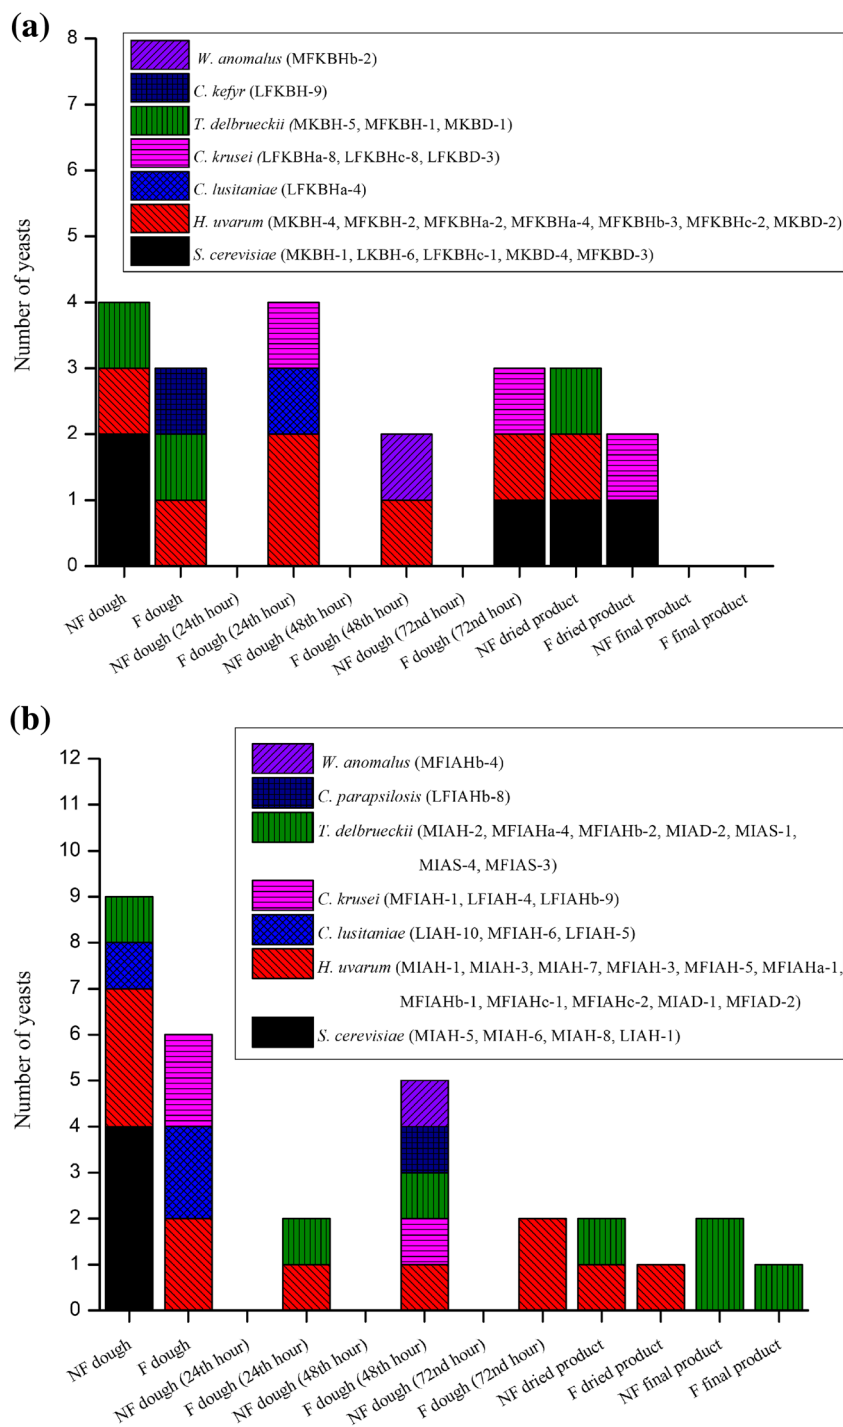 (a)
8
7
6
5
4
3
2
1
0
Number of yeasts
W. anomalus (MFKBHb-2)
C. kefyr (LFKBH-9)
T. delbrueckii (MKBH-5, MFKBH-1, MKBD-1)
C. krusei (LFKBHa-8, LFKBHc-8, LFKBD-3)
C. lusitaniae (LFKBHa-4)
H. uvarum (MKBH-4, MFKBH-2, MFKBHa-2, MFKBHa-4, MFKBHb-3, MFKBHc-2, MKBD-2)
S. cerevisiae (MKBH-1, LKBH-6, LFKBHc-1, MKBD-4, MFKBD-3)
NF dough
F dough
NF dough (24th hour)
F dough (24th hour)
NF dough (48th hour)
F dough (48th hour)
NF dough (72nd hour)
F dough (72nd hour)
NF dried product
F dried product
NF final product
F final product
(b)
12
11
10
9
8
7
6
5
4
3
2
1
0
Number of yeasts
W. anomalus (MFIAHb-4)
C. parapsilosis (LFIAHb-8)
T. delbrueckii (MIAH-2, MFIAHa-4, MFIAHb-2, MIAD-2, MIAS-1,
MIAS-4, MFIAS-3)
C. krusei (MFIAH-1, LFIAH-4, LFIAHb-9)
C. lusitaniae (LIAH-10, MFIAH-6, LFIAH-5)
H. uvarum (MIAH-1, MIAH-3, MIAH-7, MFIAH-3, MFIAH-5, MFIAHa-1,
MFIAHb-1, MFIAHc-1, MFIAHc-2, MIAD-1, MFIAD-2)
S. cerevisiae (MIAH-5, MIAH-6, MIAH-8, LIAH-1)
NF dough
F dough
NF dough (24th hour)
F dough (24th hour)
NF dough (48th hour)
F dough (48th hour)
NF dough (72nd hour)
F dough (72nd hour)
NF dried product
F dried product
NF final product
F final product